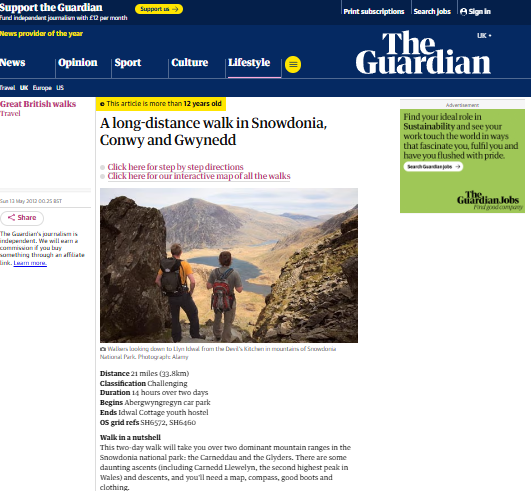 Support the Guardian
Fund independent journalism with £12 per month
Support us →
Print subscriptions
Search jobs
Sign in
News provider of the year
The
Guardian
UK
News
Opinion
Sport
Culture
Lifestyle
Travel UK Europe US
Great British walks
Travel
This article is more than 12 years old
A long-distance walk in Snowdonia,
Conwy and Gwynedd
Click here for step by step directions
Click here for our interactive map of all the walks
Sun 13 May 2012 00.25 BST
Share
The Guardian's journalism is
independent. We will earn a
commission if you buy
something through an affiliate
link. Learn more.
Walkers looking down to Llyn Idwal from the Devil's Kitchen in mountains of Snowdonia
National Park. Photograph: Alamy
Distance 21 miles (33.8km)
Classification Challenging
Duration 14 hours over two days
Begins Abergwyngregyn car park
Ends Idwal Cottage youth hostel
OS grid refs SH6572, SH6460
Walk in a nutshell
This two-day walk will take you over two dominant mountain ranges in the
Snowdonia national park: the Carneddau and the Glyders. There are some
daunting ascents (including Carnedd Llewelyn, the second highest peak in
Wales) and descents, and you'll need a map, compass, good boots and
clothing.
Advertisement
Find your ideal role in
Sustainability and see your
work touch the world in ways
that fascinate you, fulfil you and
have you flushed with pride.
Search Guardian Jobs →
The
Guardian Jobs
Find good company